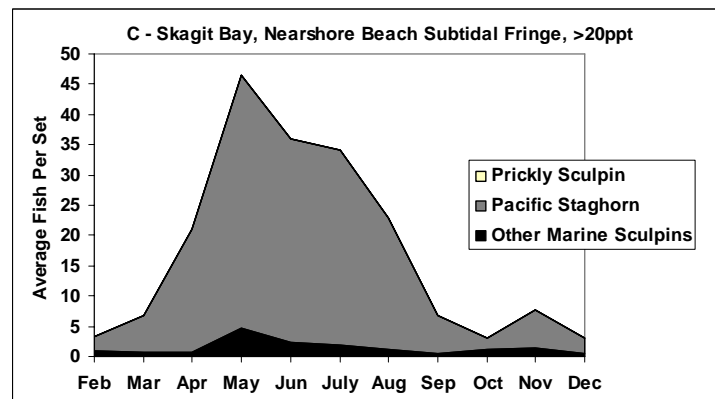 C - Skagit Bay, Nearshore Beach Subtidal Fringe, >20ppt
Average Fish Per Set
50
45
40
35
30
25
20
15
10
5
0
Feb Mar Apr May Jun July Aug Sep Oct Nov Dec
Prickly Sculpin
Pacific Staghorn
Other Marine Sculpins